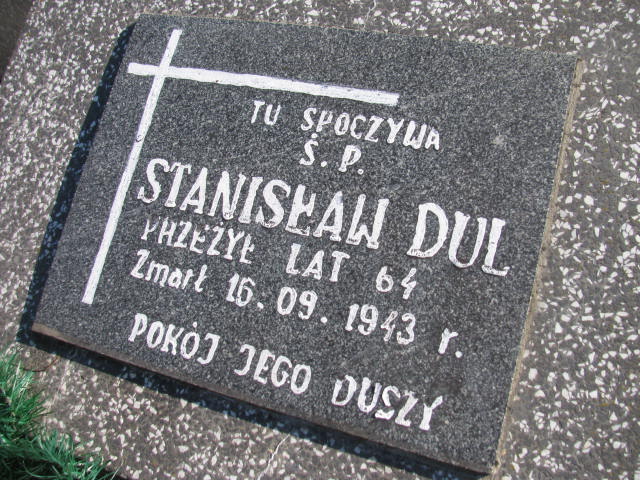 TU SPOCZYWA
Ś.P.
STANISŁAW DUL
PRZEŻYŁ LAT 64
Zmarł 16.09.1943 r.
POKÓJ JEGO DUSZY